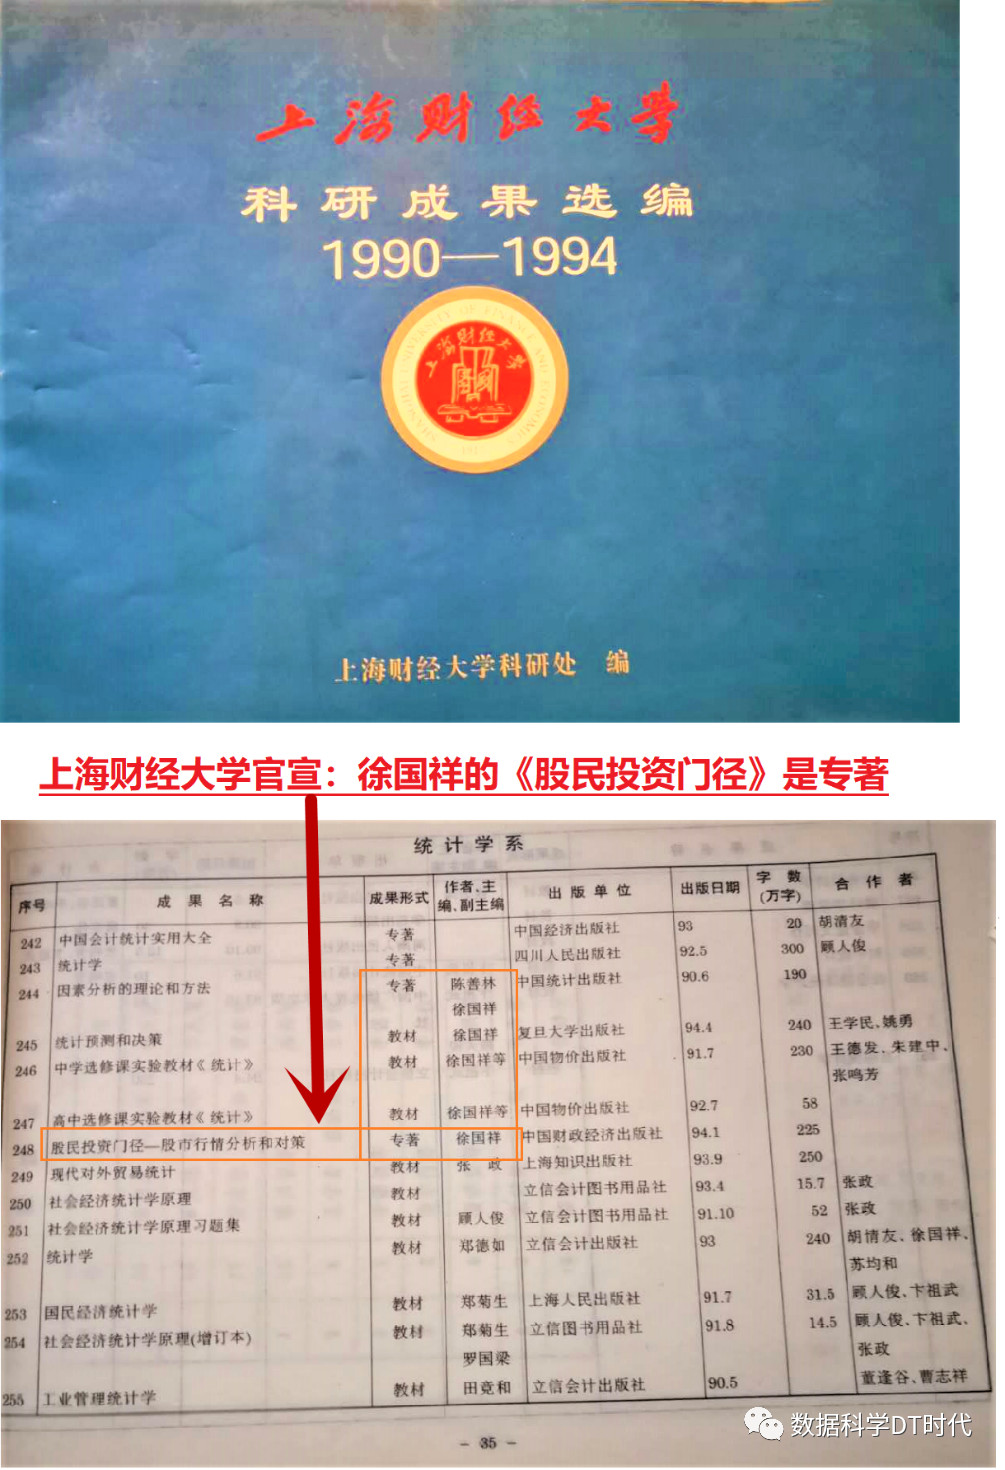 上海财经大学
科研成果选编
1990—1994
SHANGHAI UNIVERSITY OF FINANCE AND ECONOMICS
上海财经大学
上海财经大学科研处 编
上海财经大学官宣：徐国祥的《股民投资门径》是专著
统计学系
序号 成果名称 成果形式 作者、主编、副主编 出版单位 出版日期 字数(万字) 合作者
242 中国会计统计实用大全 专著 中国经济出版社 93 20 胡清友
243 统计学 专著 四川人民出版社 92.5 300 顾人俊
244 因素分析的理论和方法 专著 陈善林 中国统计出版社 90.6 190
徐国祥
245 统计预测和决策 教材 徐国祥 复旦大学出版社 94.4 240 王学民、姚勇
246 中学选修课实验教材《统计》 教材 徐国祥等 中国物价出版社 91.7 230 王德发、朱建中、
张鸣芳
247 高中选修课实验教材《统计》 教材 徐国祥等 中国物价出版社 92.7 58
248 股民投资门径—股市行情分析和对策 专著 徐国祥 中国财政经济出版社 94.1 225
249 现代对外贸易统计 教材 张 政 上海知识出版社 93.9 250
250 社会经济统计学原理 教材 立信会计图书用品社 93.4 15.7 张政
251 社会经济统计学原理习题集 教材 顾人俊 立信会计图书用品社 91.10 52 张政
252 统计学 教材 郑德如 立信会计出版社 93 240 胡情友、徐国祥、
苏均和
253 国民经济统计学 教材 郑菊生 上海人民出版社 91.7 31.5 顾人俊、卞祖武
254 社会经济统计学原理(增订本) 教材 郑菊生 立信图书用品社 91.8 14.5 顾人俊、卞祖武、
罗国梁 张政
255 工业管理统计学 教材 田竞和 立信会计出版社 90.5 董逢谷、曹志祥
- 35 -
数据科学DT时代